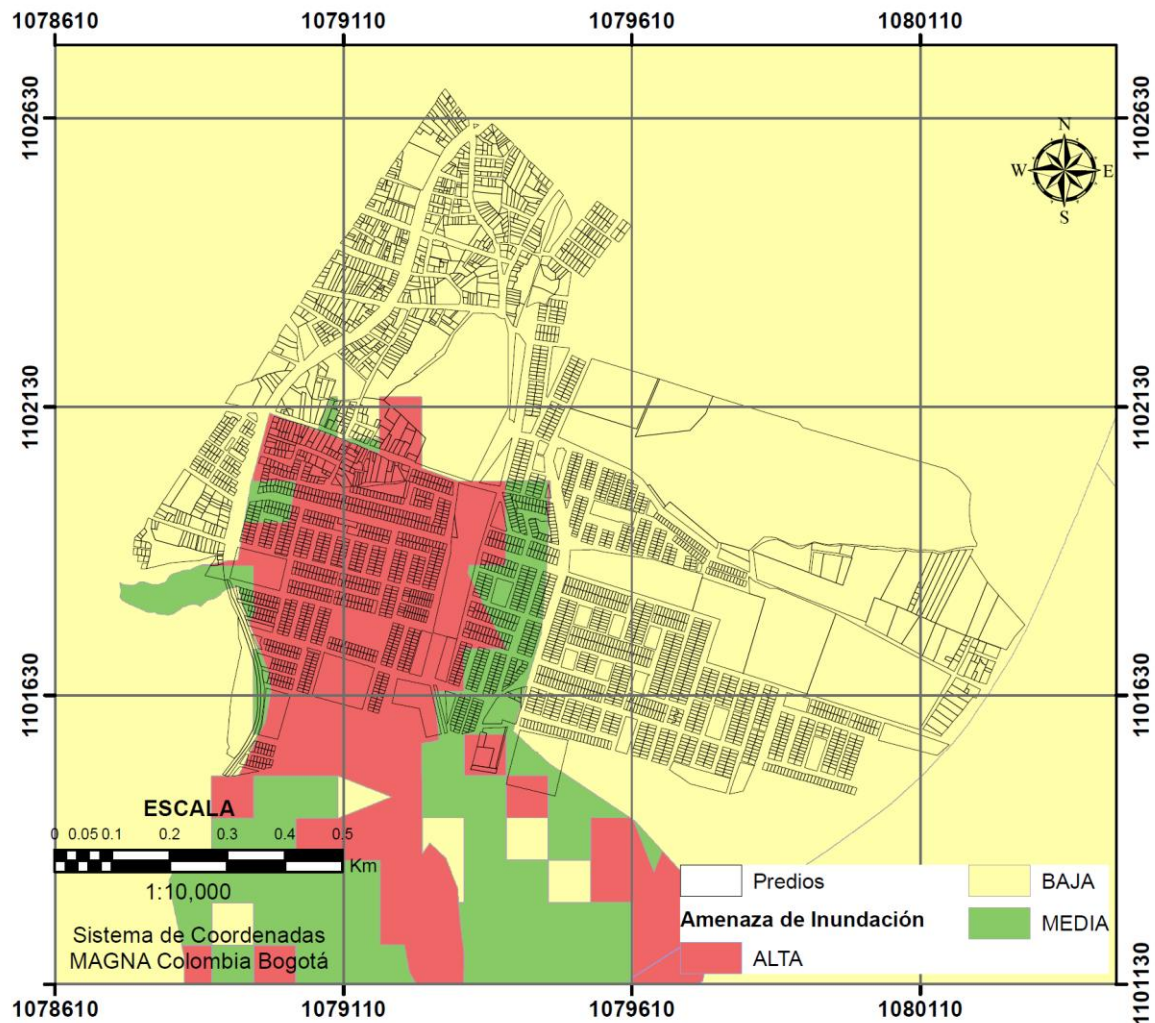 1078610 1079110 1079610 1080110
1102630 1102630
N
W E
S
1102130 1102130
1101630 1101630
ESCALA
0 0.05 0.1 0.2 0.3 0.4 0.5
Km
1:10,000
Sistema de Coordenadas
MAGNA Colombia Bogotá
Predios
Amenaza de Inundación
ALTA
BAJA
MEDIA
1101130
1078610 1079110 1079610 1080110